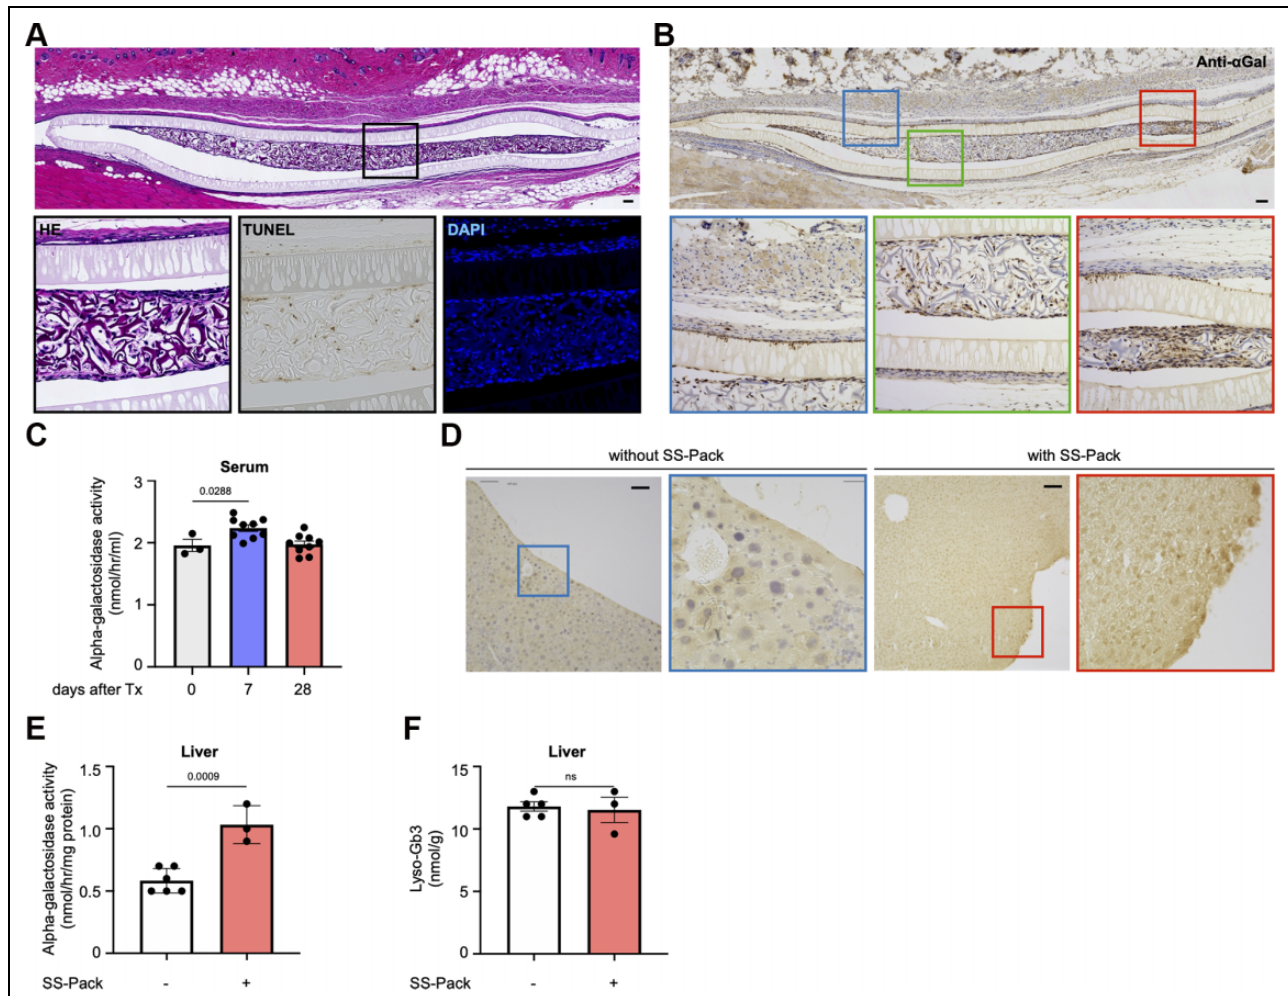 A
B
Anti-αGal
HE
TUNEL
DAPI
C
Serum
Alpha-galactosidase activity
(nmol/hr/ml)
3
2
1
0
0.0288
days after Tx 0 7 28
D
without SS-Pack
with SS-Pack
E
Liver
Alpha-galactosidase activity
(nmol/hr/mg protein)
1.5
1.0
0.5
0
0.0009
SS-Pack - +
F
Liver
Lyso-Gb3
(nmol/g)
15
10
5
0
ns
SS-Pack - +